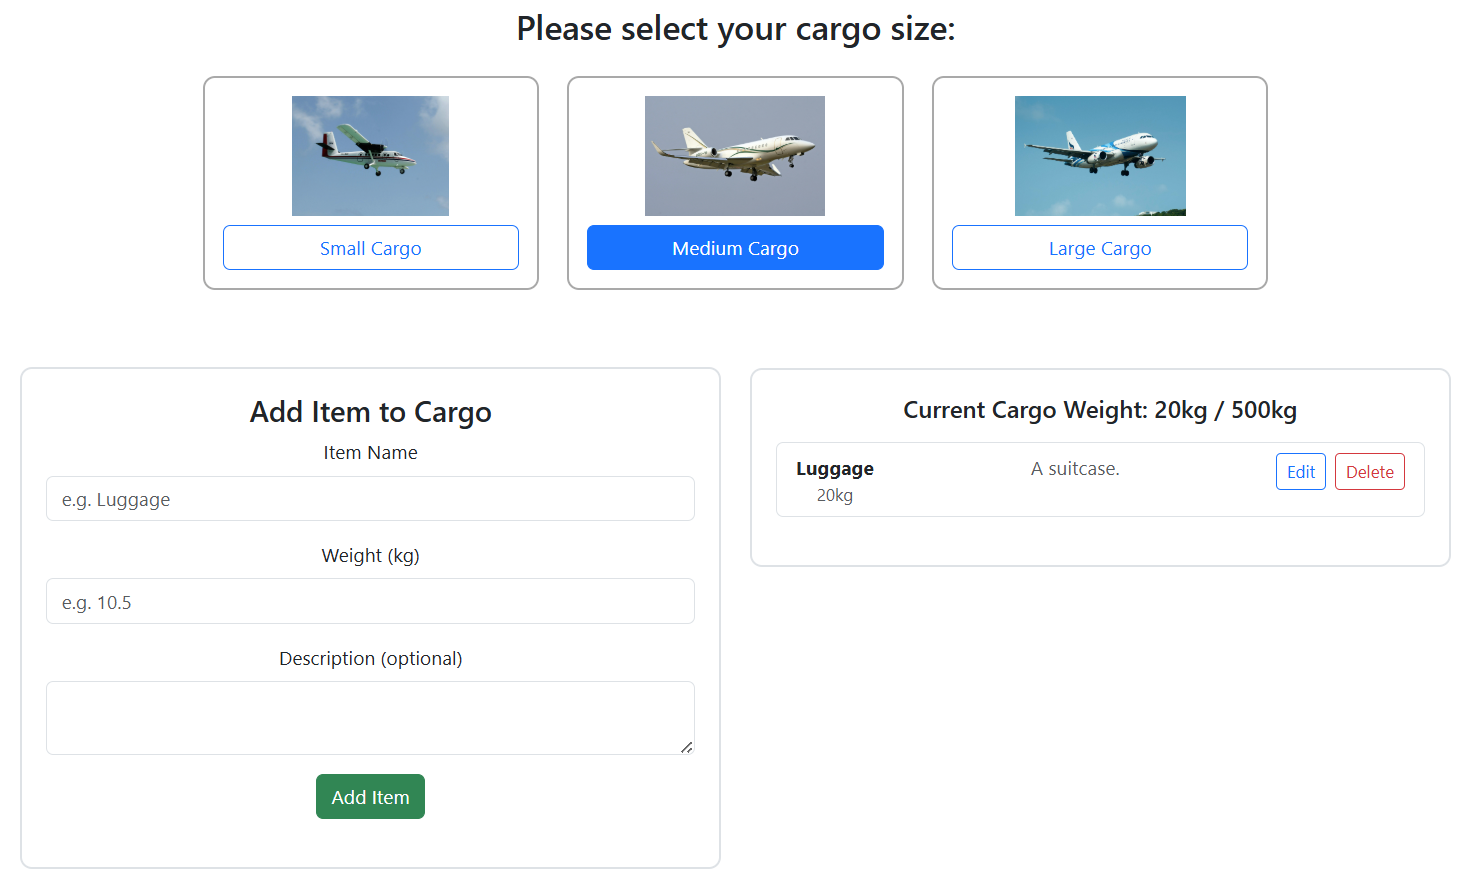 Please select your cargo size:
Small Cargo
Medium Cargo
Large Cargo
Add Item to Cargo
Item Name
e.g. Luggage
Weight (kg)
e.g. 10.5
Description (optional)
Add Item
Current Cargo Weight: 20kg / 500kg
Luggage
20kg
A suitcase.
Edit
Delete